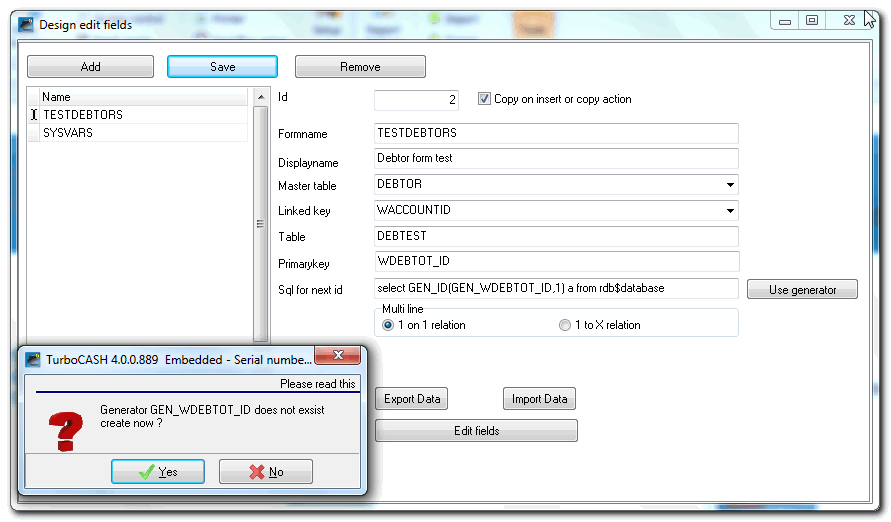 Design edit fields
Add Save Remove
Name
TESTDEBTORS
SYSVARS
Id 2 Copy on insert or copy action
Formname TESTDEBTORS
Displayname Debtor form test
Master table DEBTOR
Linked key WACCOUNTID
Table DEBTEST
Primarykey WDEBTOT_ID
Sql for next id select GEN_ID(GEN_WDEBTOT_ID,1) a from rdb$database Use generator
Multi line
1 on 1 relation 1 to X relation
Export Data Import Data
Edit fields
TurboCASH 4.0.0.889 Embedded - Serial numbe...
Please read this
Generator GEN_WDEBTOT_ID does not exsist
create now ?
Yes No